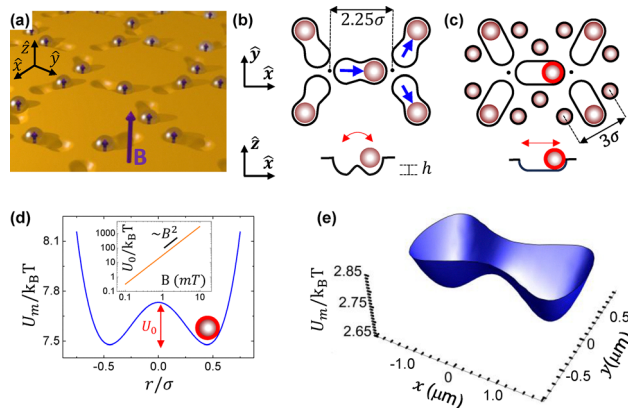 (a)
ẑ
x̂
ŷ
B
(b)
2.25σ
ŷ
x̂
ẑ
x̂
h
(c)
3σ
(d)
8.1
7.8
7.5
U_m/k_BT
-0.5
0.0
0.5
r/σ
U_0
U_0/k_BT
1000
100
10
1
0.3
~B²
0.1
1
10
B (mT)
(e)
U_m/k_BT
2.85
2.75
2.65
-1.0
0
1.0
x (μm)
0.5
0
-0.5
y(μm)